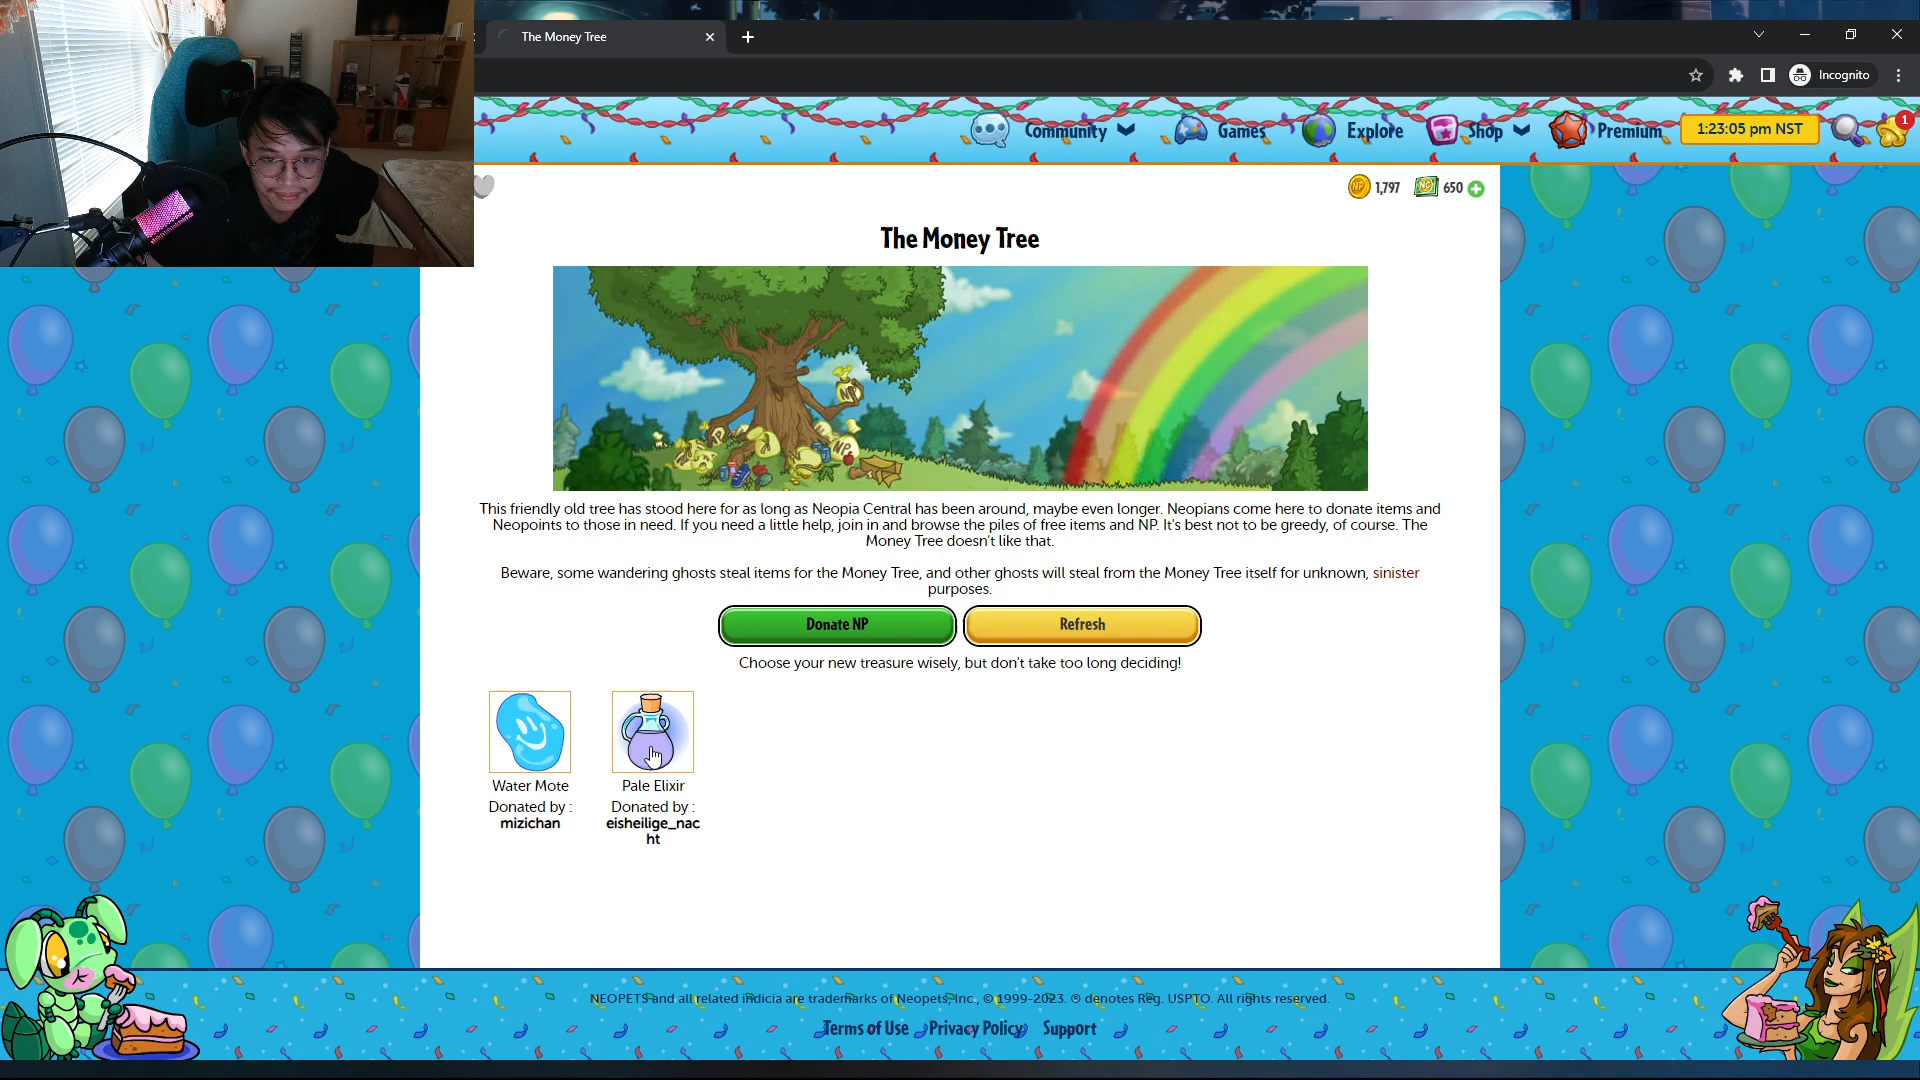 The Money Tree
Incognito
Community
Games
Explore
Shop
Premium
1:23:05 pm NST
1
NP
1,797
NC
650
The Money Tree
This friendly old tree has stood here for as long as Neopia Central has been around, maybe even longer. Neopians come here to donate items and
Neopoints to those in need. If you need a little help, join in and browse the piles of free items and NP. It's best not to be greedy, of course. The
Money Tree doesn't like that.
Beware, some wandering ghosts steal items for the Money Tree, and other ghosts will steal from the Money Tree itself for unknown, sinister
purposes.
Donate NP
Refresh
Choose your new treasure wisely, but don't take too long deciding!
Water Mote
Donated by :
mizichan
Pale Elixir
Donated by :
eisheilige_nac
ht
NEOPETS and all related indicia are trademarks of Neopets, Inc., © 1999-2023. ® denotes Reg. USPTO. All rights reserved.
Terms of Use
Privacy Policy
Support